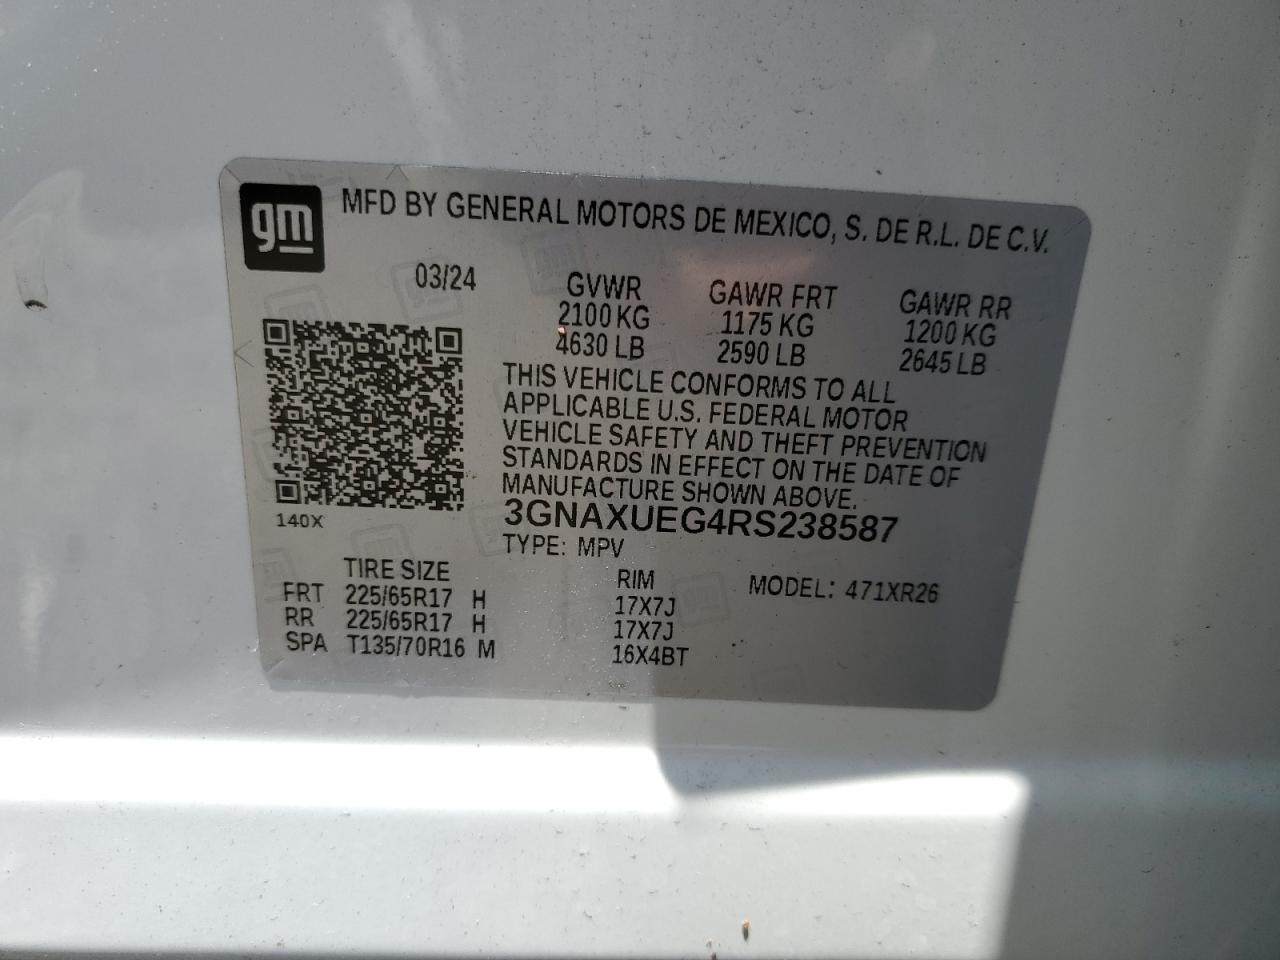 gm
MFD BY GENERAL MOTORS DE MEXICO, S. DE R.L. DE C.V.
03/24 GVWR GAWR FRT GAWR RR
2100 KG 1175 KG 1200 KG
4630 LB 2590 LB 2645 LB
THIS VEHICLE CONFORMS TO ALL
APPLICABLE U.S. FEDERAL MOTOR
VEHICLE SAFETY AND THEFT PREVENTION
STANDARDS IN EFFECT ON THE DATE OF
MANUFACTURE SHOWN ABOVE.
140X
3GNAXUEG4RS238587
TYPE: MPV
TIRE SIZE RIM MODEL: 471XR26
FRT 225/65R17 H 17X7J
RR 225/65R17 H 17X7J
SPA T135/70R16 M 16X4BT